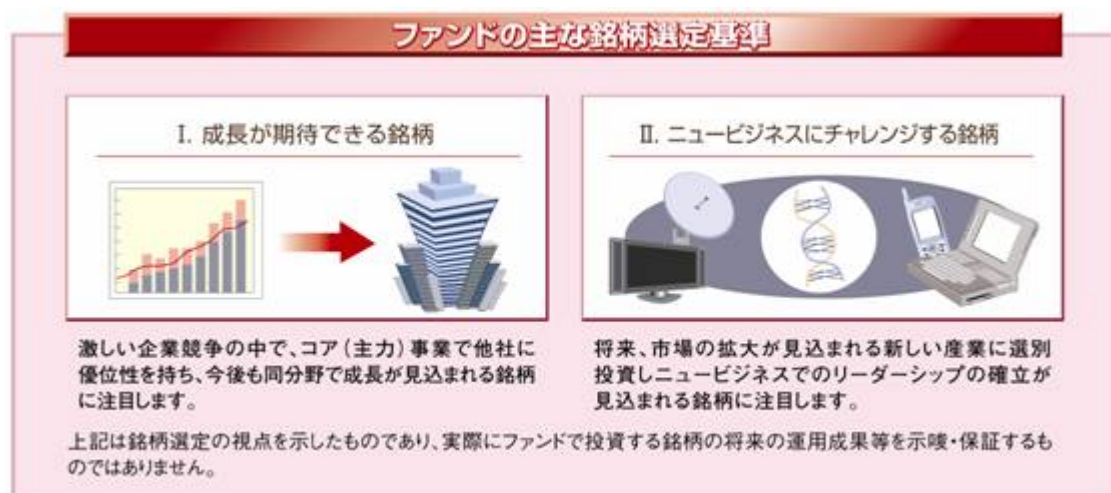 ファンドの主な銘柄選定基準
Ⅰ. 成長が期待できる銘柄
激しい企業競争の中で、コア(主力)事業で他社に
優位性を持ち、今後も同分野で成長が見込まれる銘柄
に注目します。
Ⅱ. ニュービジネスにチャレンジする銘柄
将来、市場の拡大が見込まれる新しい産業に選別
投資しニュービジネスでのリーダーシップの確立が
見込まれる銘柄に注目します。
上記は銘柄選定の視点を示したものであり、実際にファンドで投資する銘柄の将来の運用成果等を示唆・保証するも
のではありません。